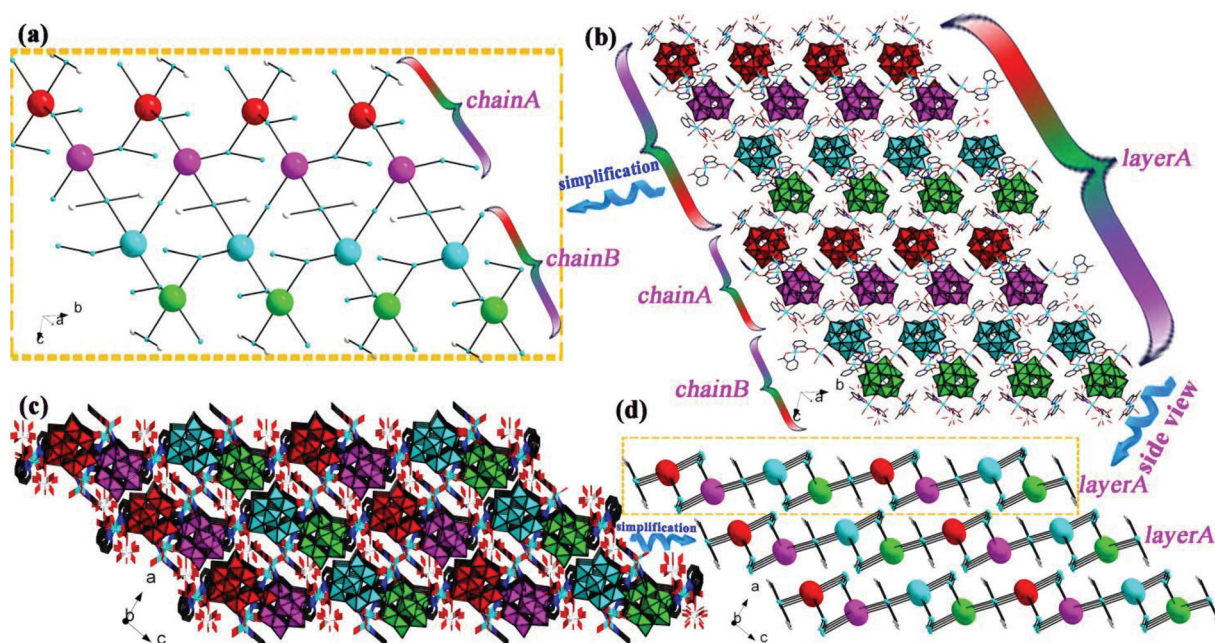 (a)
chainA
chainB
b
a
c
simplification
(b)
layerA
chainA
chainB
b
a
c
side view
(c)
a
b
c
(d)
layerA
simplification
layerA
a
b
c